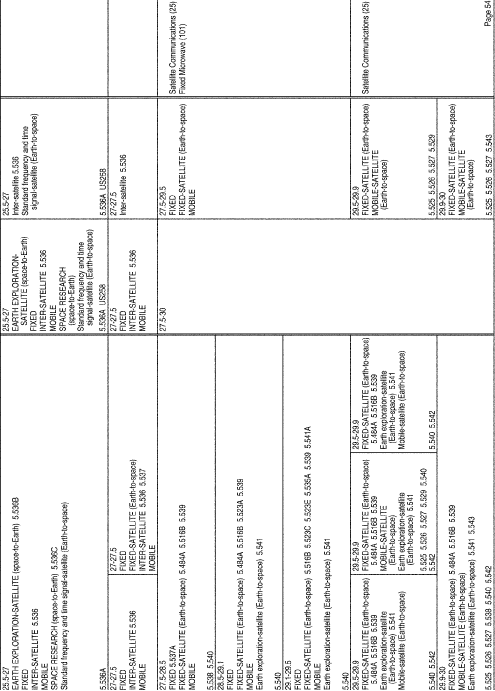 25.5-27
EARTH EXPLORATION-SATELLITE (space-to-Earth) 5.536B
FIXED
INTER-SATELLITE 5.536
MOBILE
SPACE RESEARCH (space-to-Earth) 5.536C
Standard frequency and time signal-satellite (Earth-to-space)
5.536A
25.5-27
EARTH EXPLORATION-
SATELLITE (space-to-Earth)
FIXED
INTER-SATELLITE 5.536
MOBILE
SPACE RESEARCH
(space-to-Earth)
Standard frequency and time
signal-satellite (Earth-to-space)
5.536A US258
25.5-27
Inter-satellite 5.536
Standard frequency and time
signal-satellite (Earth-to-space)
5.536A US258
27-27.5
FIXED
INTER-SATELLITE 5.536
MOBILE
27-27.5
FIXED
FIXED-SATELLITE (Earth-to-space)
INTER-SATELLITE 5.536 5.537
MOBILE
27-27.5
FIXED
INTER-SATELLITE 5.536
MOBILE
27-27.5
Inter-satellite 5.536
27.5-28.5
FIXED 5.537A
FIXED-SATELLITE (Earth-to-space) 5.484A 5.516B 5.539
MOBILE
5.538 5.540
27.5-30
27.5-29.5
FIXED
FIXED-SATELLITE (Earth-to-space)
MOBILE
Satellite Communications (25)
Fixed Microwave (101)
28.5-29.1
FIXED
FIXED-SATELLITE (Earth-to-space) 5.484A 5.516B 5.523A 5.539
MOBILE
Earth exploration-satellite (Earth-to-space) 5.541
5.540
29.1-29.5
FIXED
FIXED-SATELLITE (Earth-to-space) 5.516B 5.523C 5.523E 5.535A 5.539 5.541A
MOBILE
Earth exploration-satellite (Earth-to-space) 5.541
5.540
29.5-29.9
FIXED-SATELLITE (Earth-to-space)
5.484A 5.516B 5.539
Earth exploration-satellite
(Earth-to-space) 5.541
Mobile-satellite (Earth-to-space)
5.540 5.542
29.5-29.9
FIXED-SATELLITE (Earth-to-space)
5.484A 5.516B 5.539
MOBILE-SATELLITE
(Earth-to-space)
Earth exploration-satellite
(Earth-to-space) 5.541
5.525 5.526 5.527 5.529 5.540
5.542
29.5-29.9
FIXED-SATELLITE (Earth-to-space)
5.484A 5.516B 5.539
Earth exploration-satellite
(Earth-to-space) 5.541
Mobile-satellite (Earth-to-space)
5.540 5.542
29.5-29.9
FIXED-SATELLITE (Earth-to-space)
MOBILE-SATELLITE
(Earth-to-space)
5.525 5.526 5.527 5.529
Satellite Communications (25)
29.9-30
FIXED-SATELLITE (Earth-to-space) 5.484A 5.516B 5.539
MOBILE-SATELLITE (Earth-to-space)
Earth exploration-satellite (Earth-to-space) 5.541 5.543
5.525 5.526 5.527 5.538 5.540 5.542
29.9-30
FIXED-SATELLITE (Earth-to-space)
MOBILE-SATELLITE
(Earth-to-space)
5.525 5.526 5.527 5.543
Page 54